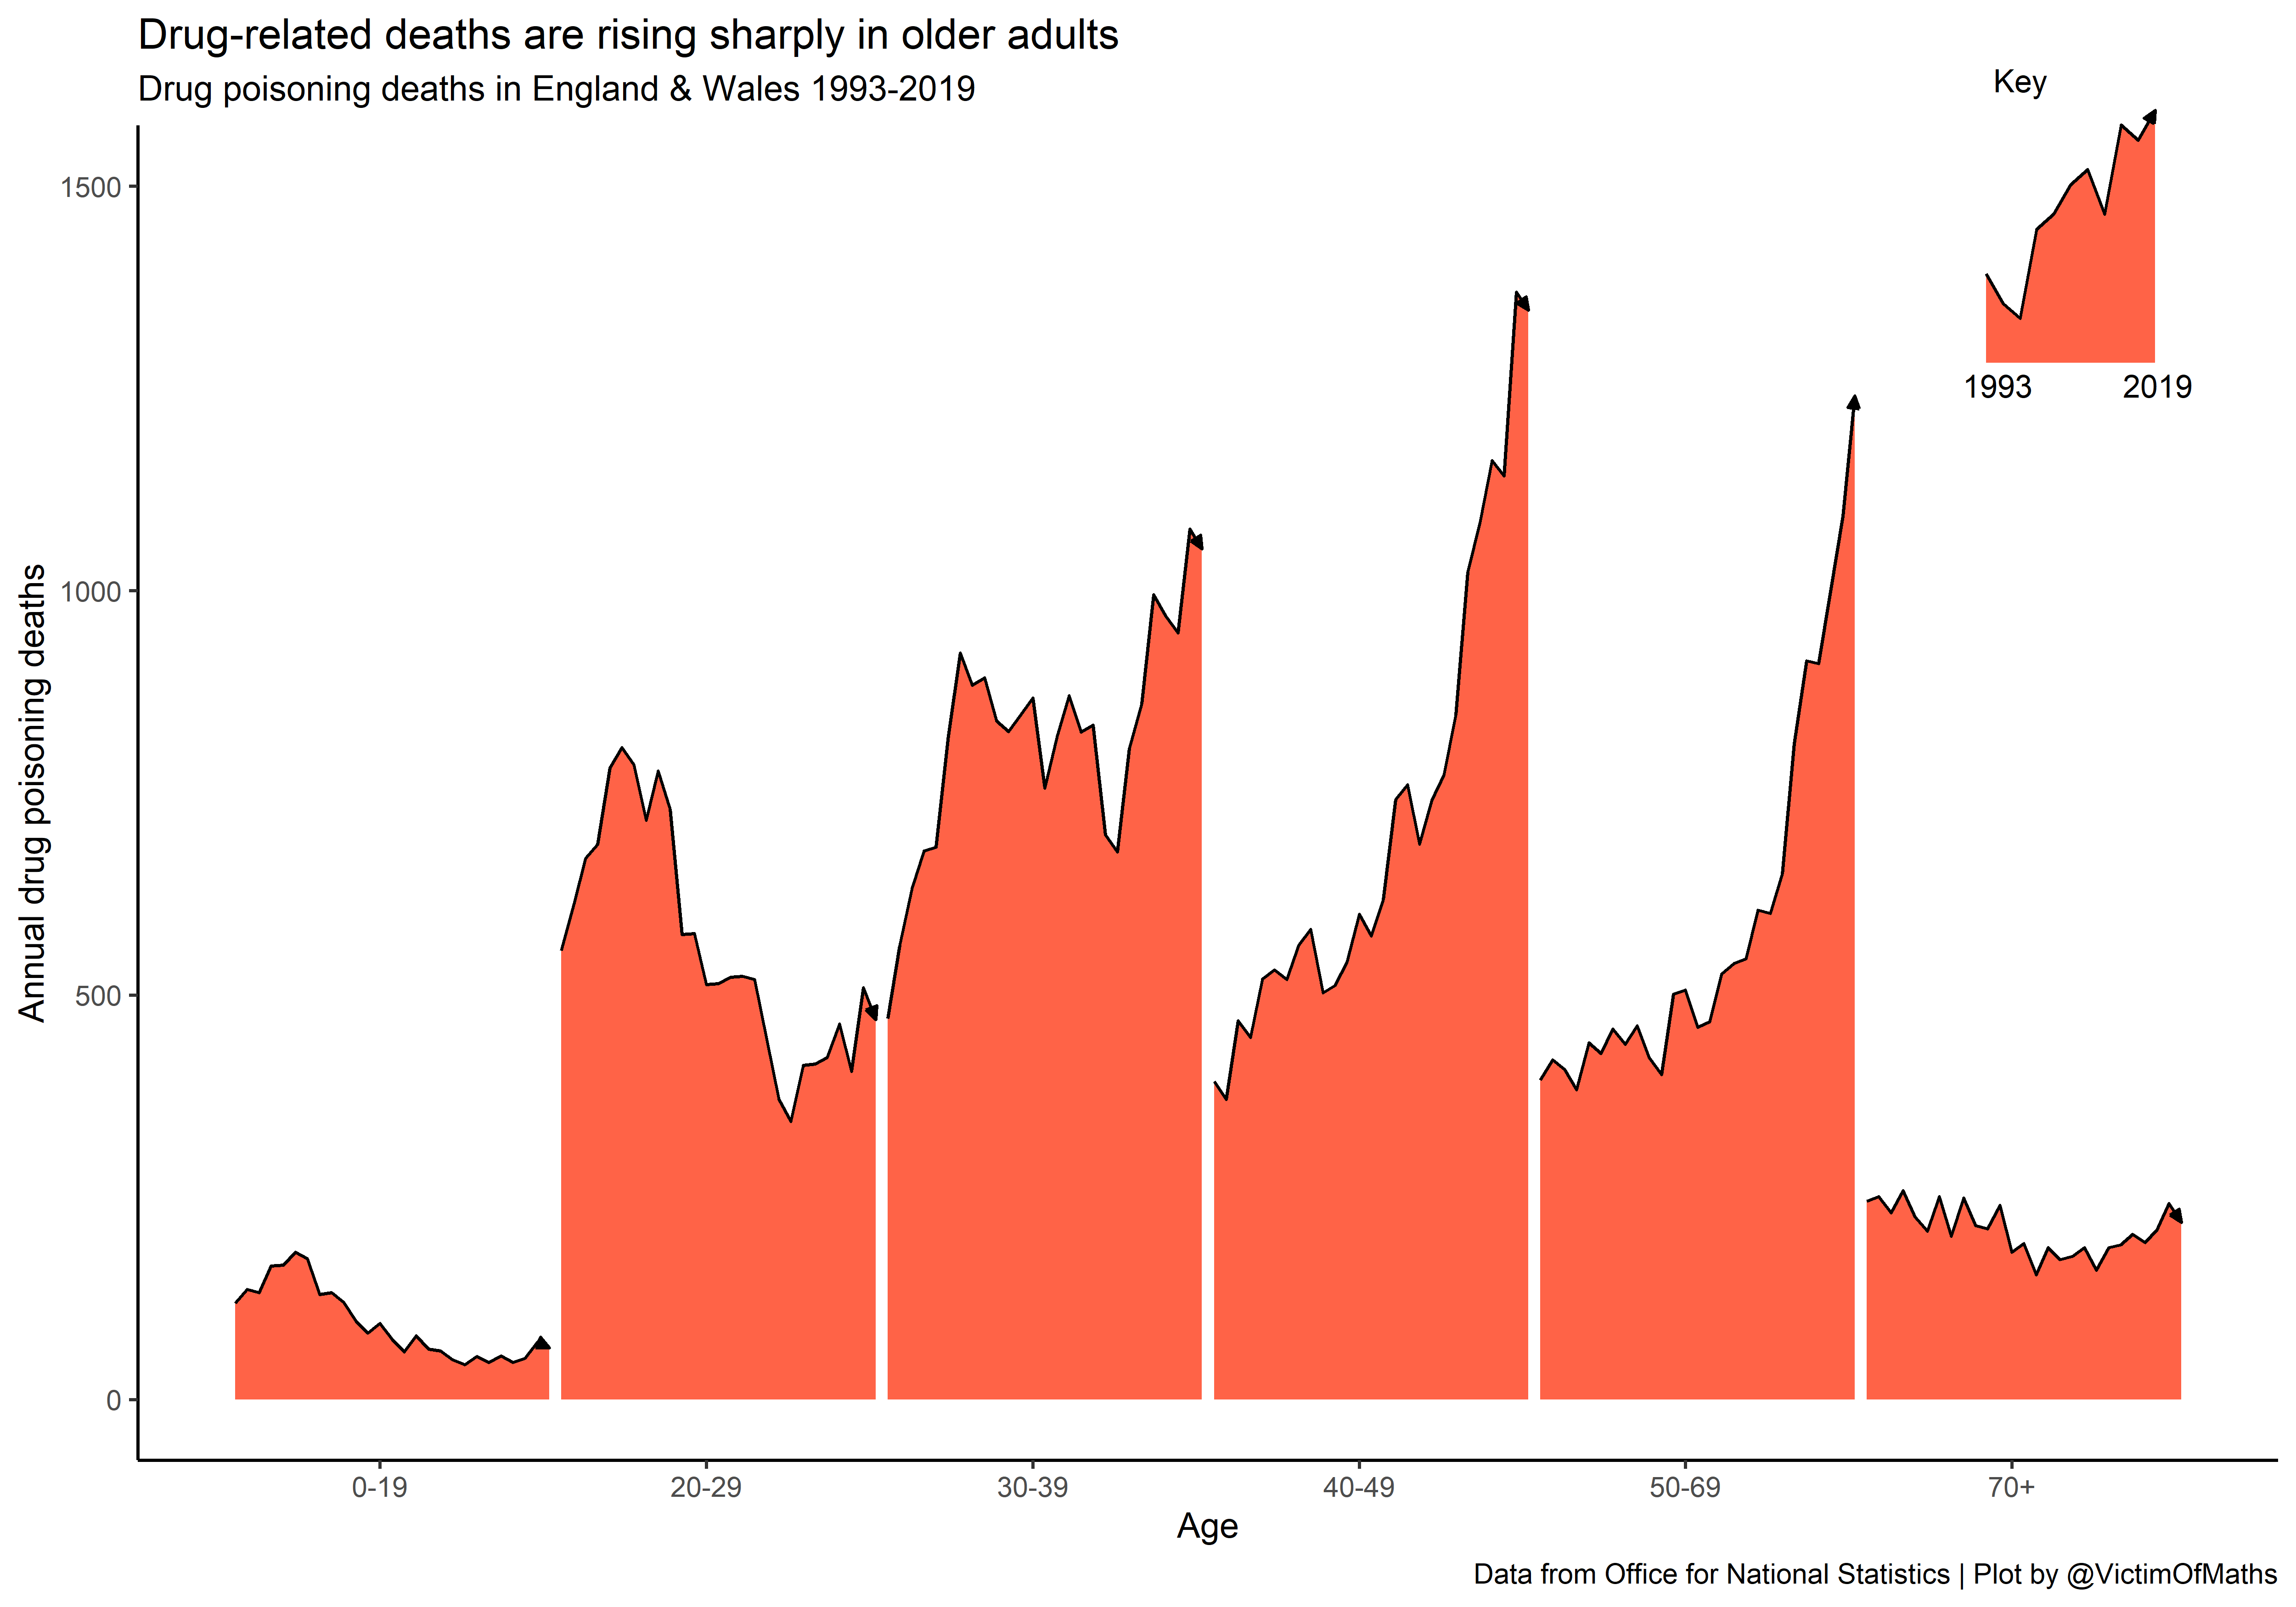 Drug-related deaths are rising sharply in older adults
Drug poisoning deaths in England & Wales 1993-2019
Key
1993 2019
Annual drug poisoning deaths
1500
1000
500
0
0-19 20-29 30-39 40-49 50-69 70+
Age
Data from Office for National Statistics | Plot by @VictimOfMaths